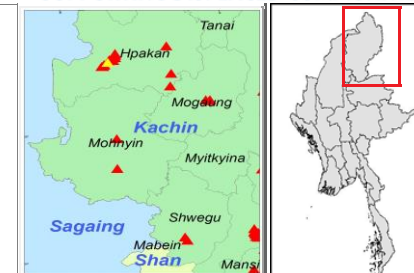 Tanai
Hpakan
Mogaung
Kachin
Mohnyin
Myitkyina
Shwegu
Sagaing
Mabein
Shan
Mansi